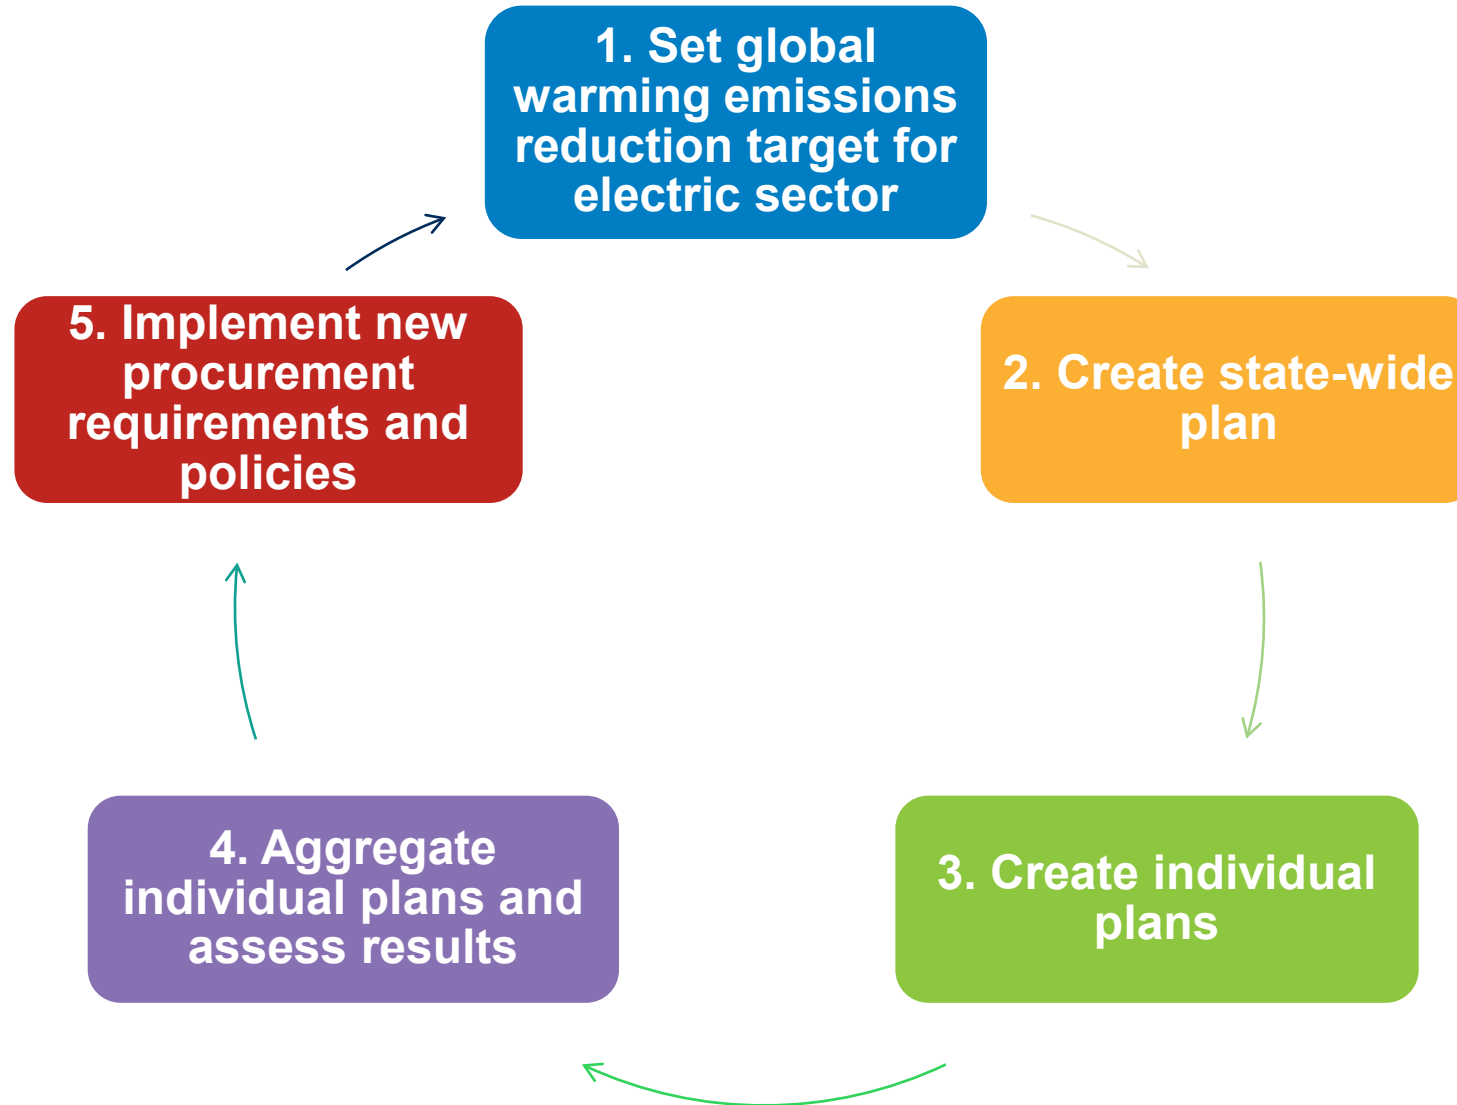 1. Set global
warming emissions
reduction target for
electric sector
2. Create state-wide
plan
3. Create individual
plans
4. Aggregate
individual plans and
assess results
5. Implement new
procurement
requirements and
policies